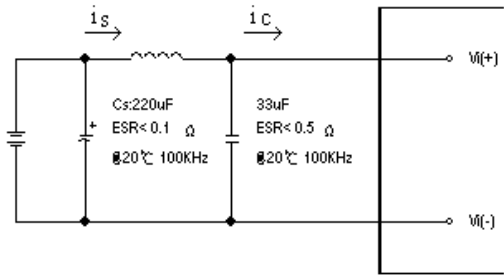 is
ic
Vi(+)
Cs:220uF
ESR<0.1 Ω
@20℃ 100KHz
33uF
ESR<0.5 Ω
@20℃ 100KHz
+
Vi(-)